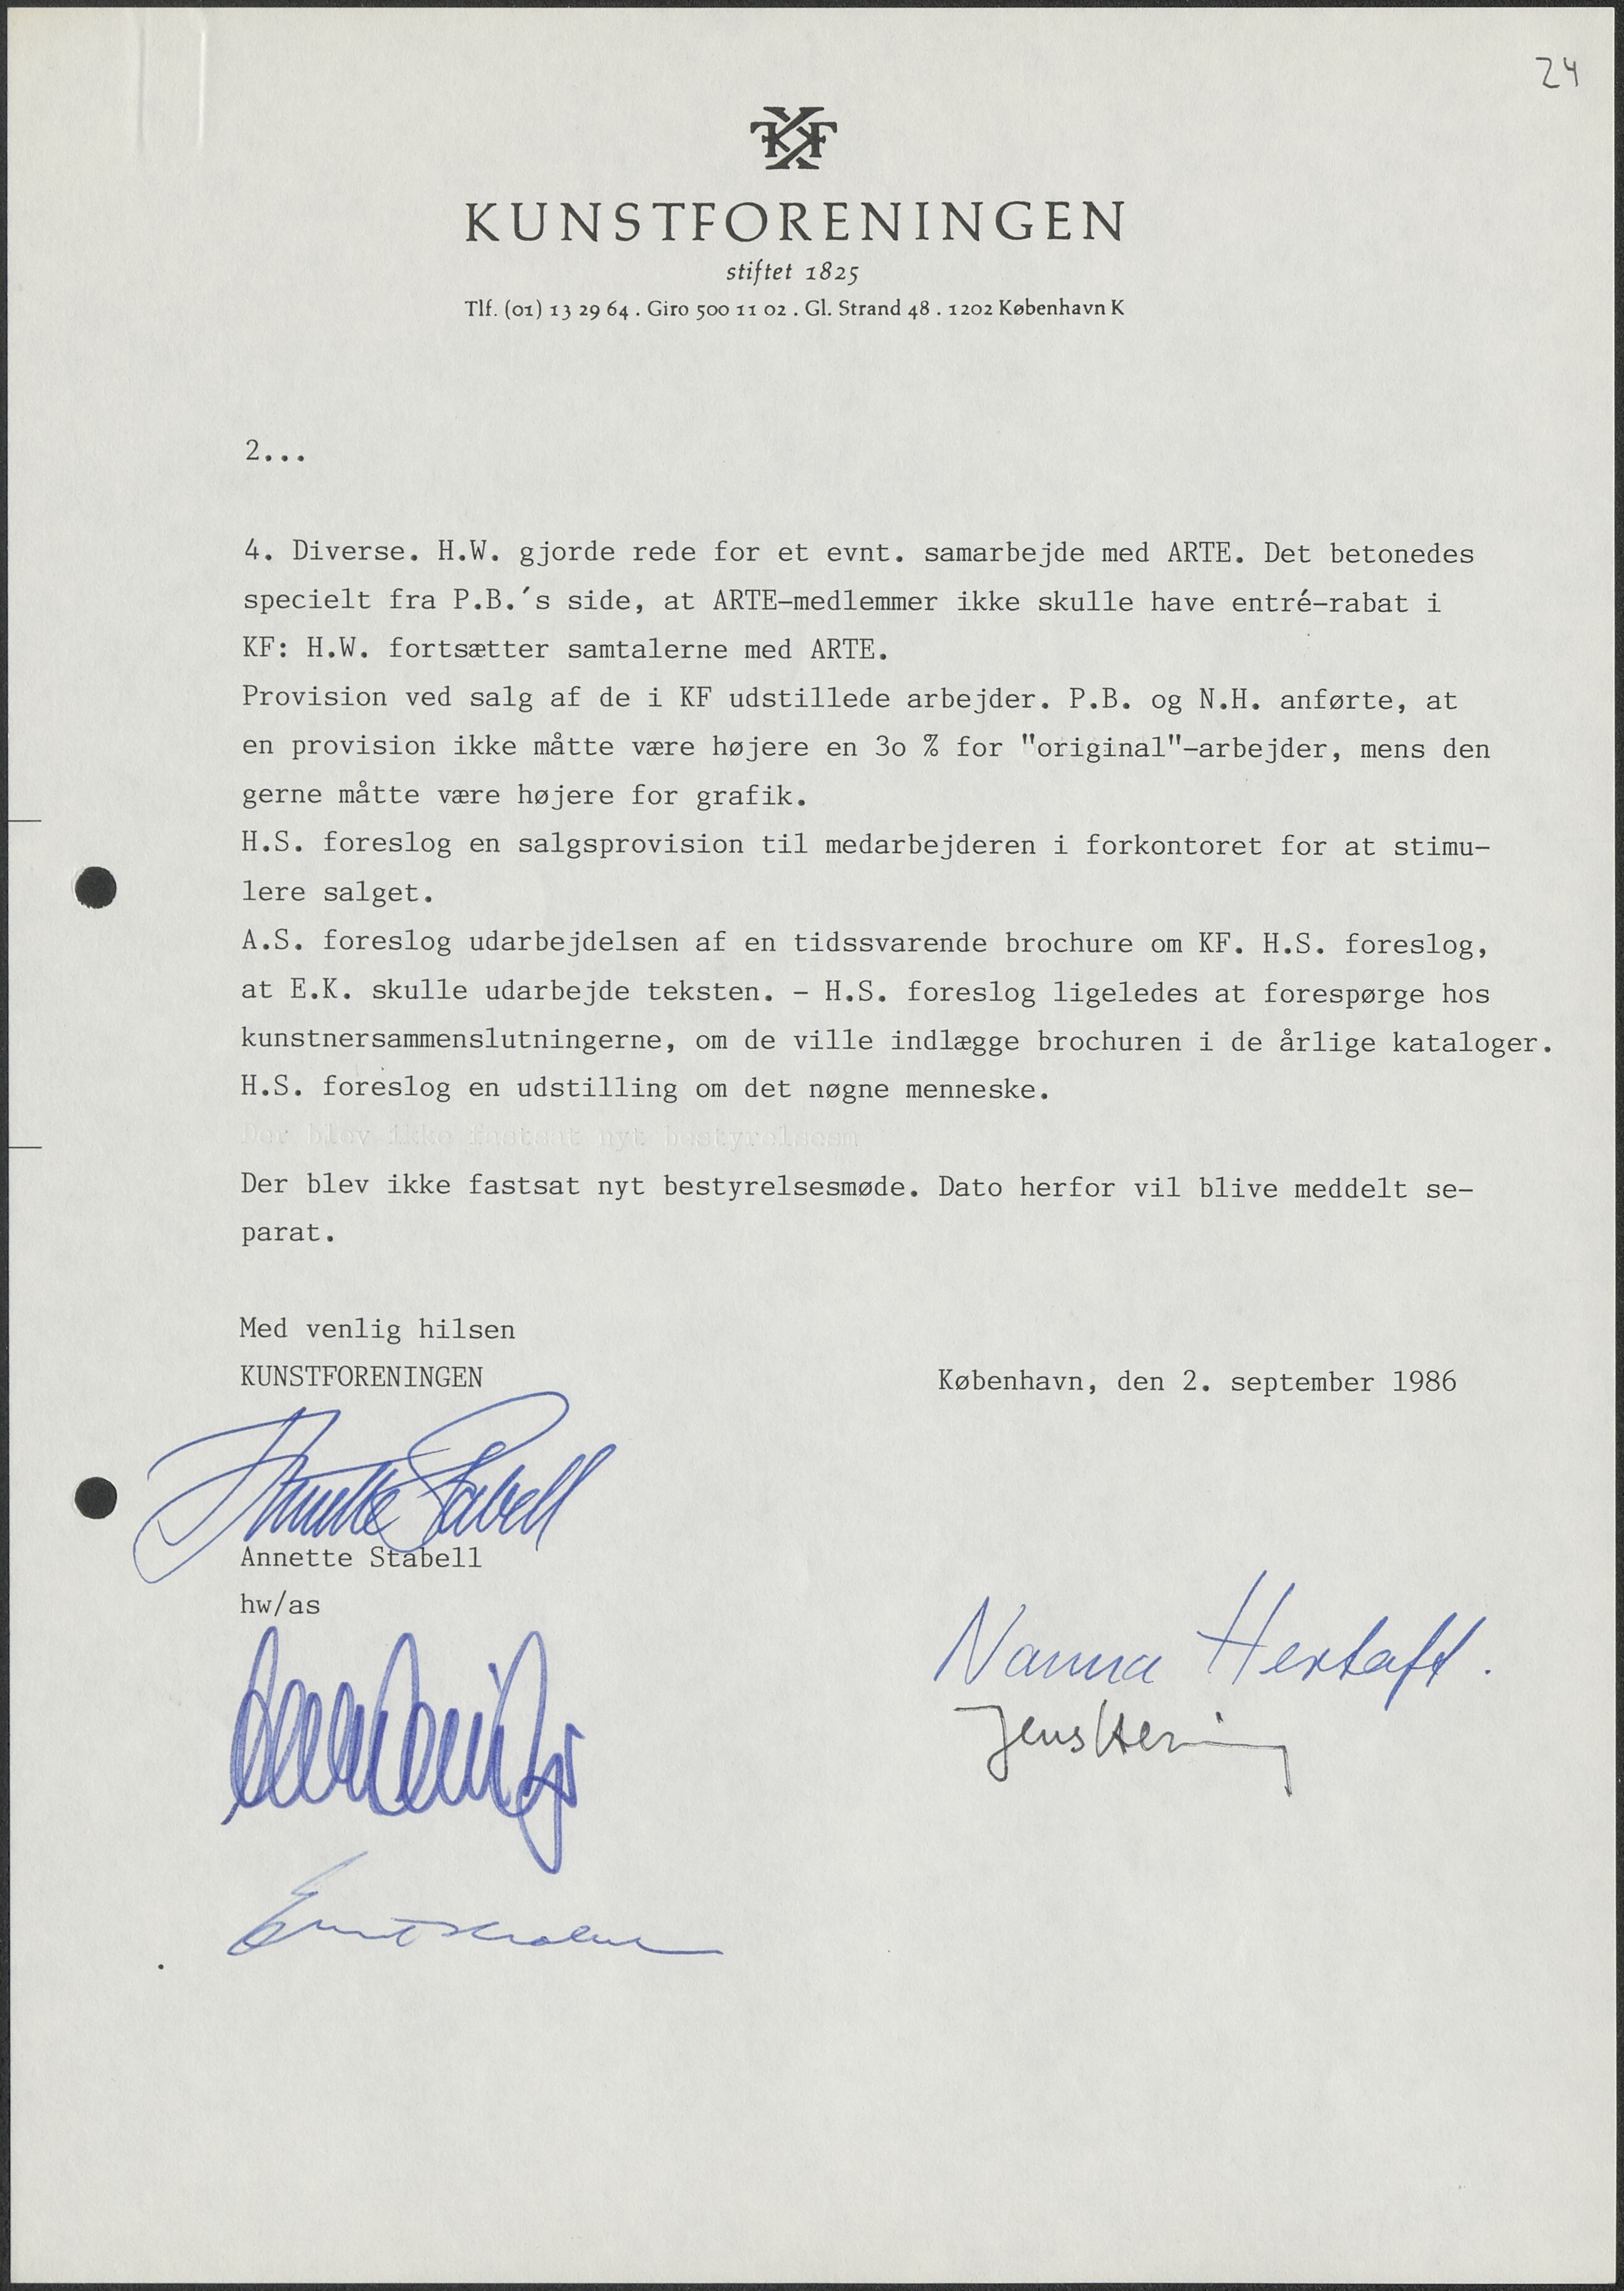 24
KF
KUNSTFORENINGEN
stiftet 1825
Tlf. (01) 13 29 64 . Giro 500 11 02 . Gl. Strand 48 . 1202 København K
2...
4. Diverse. H.W. gjorde rede for et evnt. samarbejde med ARTE. Det betonedes
specielt fra P.B.´s side, at ARTE-medlemmer ikke skulle have entré-rabat i
KF: H.W. fortsætter samtalerne med ARTE.
Provision ved salg af de i KF udstillede arbejder. P.B. og N.H. anførte, at
en provision ikke måtte være højere en 3o % for "original"-arbejder, mens den
gerne måtte være højere for grafik.
H.S. foreslog en salgsprovision til medarbejderen i forkontoret for at stimu-
lere salget.
A.S. foreslog udarbejdelsen af en tidssvarende brochure om KF. H.S. foreslog,
at E.K. skulle udarbejde teksten. - H.S. foreslog ligeledes at forespørge hos
kunstnersammenslutningerne, om de ville indlægge brochuren i de årlige kataloger.
H.S. foreslog en udstilling om det nøgne menneske.
Der blev ikke fastsat nyt bestyrelsesm
Der blev ikke fastsat nyt bestyrelsesmøde. Dato herfor vil blive meddelt se-
parat.
Med venlig hilsen
KUNSTFORENINGEN
København, den 2. september 1986
Annette Stabell
Annette Stabell
hw/as
Nanna Hertoft.
Jens